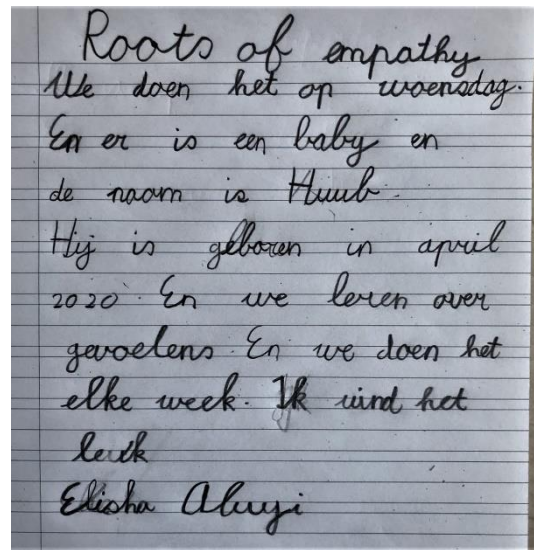 Roots of empathy
We doen het op woensdag.
En er is een baby en
de naam is Huub.
Hij is geboren in april
2020. En we leren over
gevoelens. En we doen het
elke week. Ik vind het
leuk
Elisha Aluyi